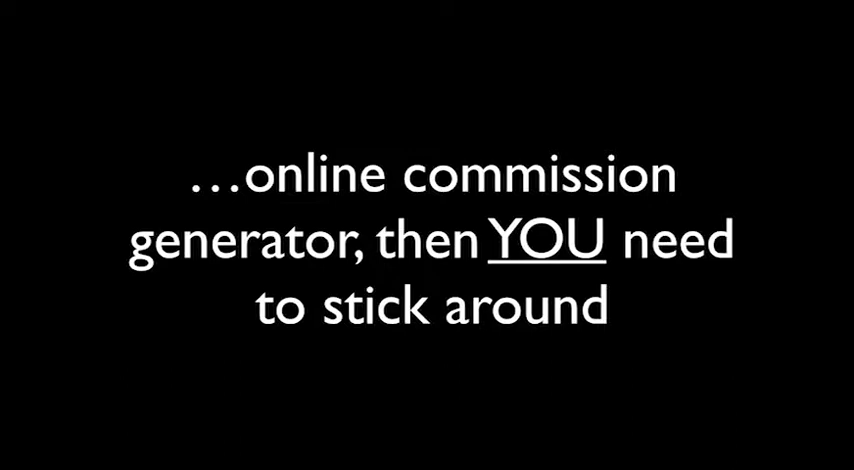 …online commission
generator, then YOU need
to stick around